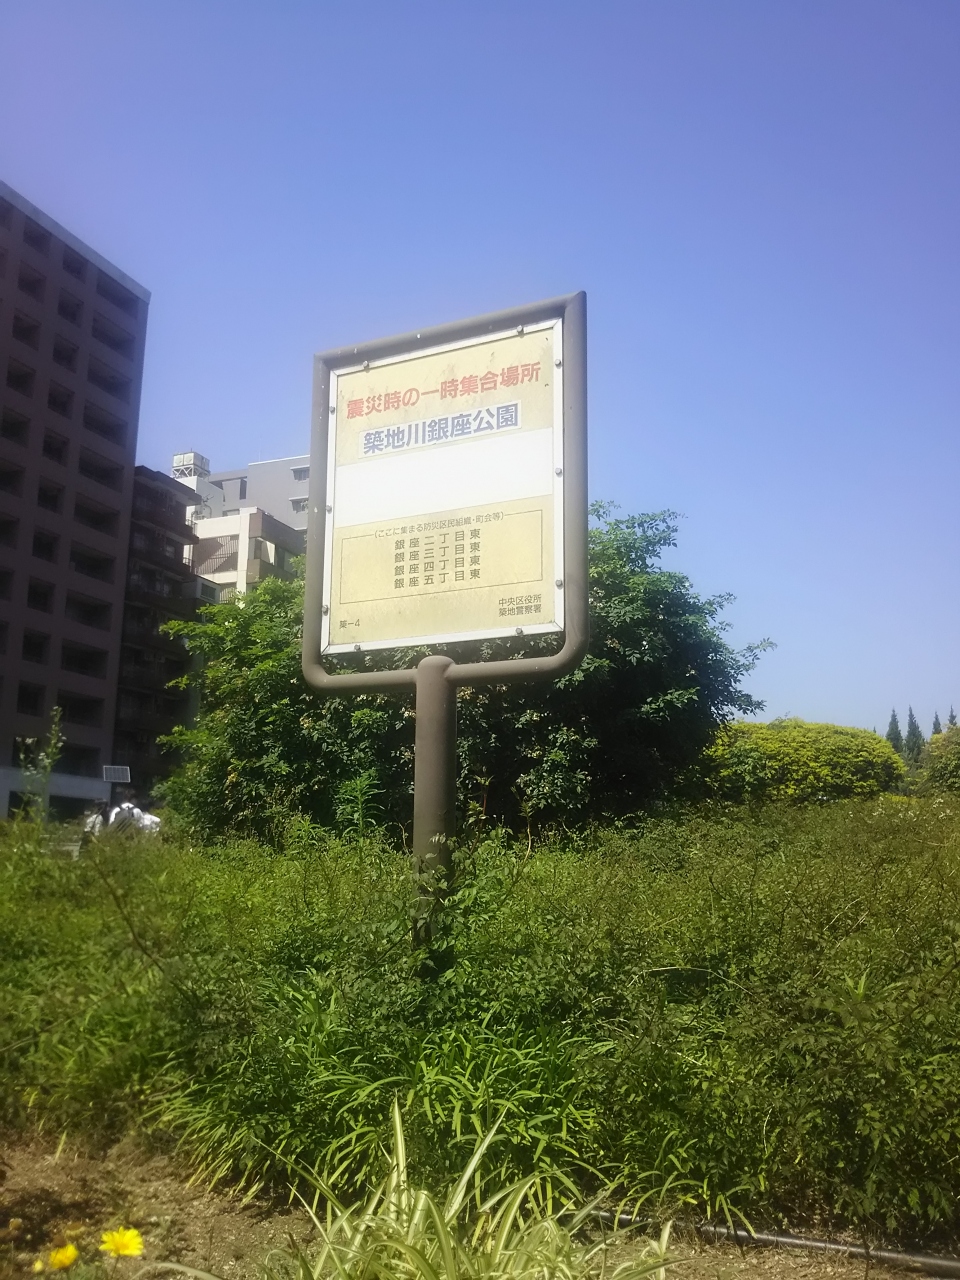 震災時の一時集合場所
築地川銀座公園
(ここに集まる防災区民組織・町会等)
銀座二丁目東
銀座三丁目東
銀座四丁目東
銀座五丁目東
中央区役所
築地警察署
築－4